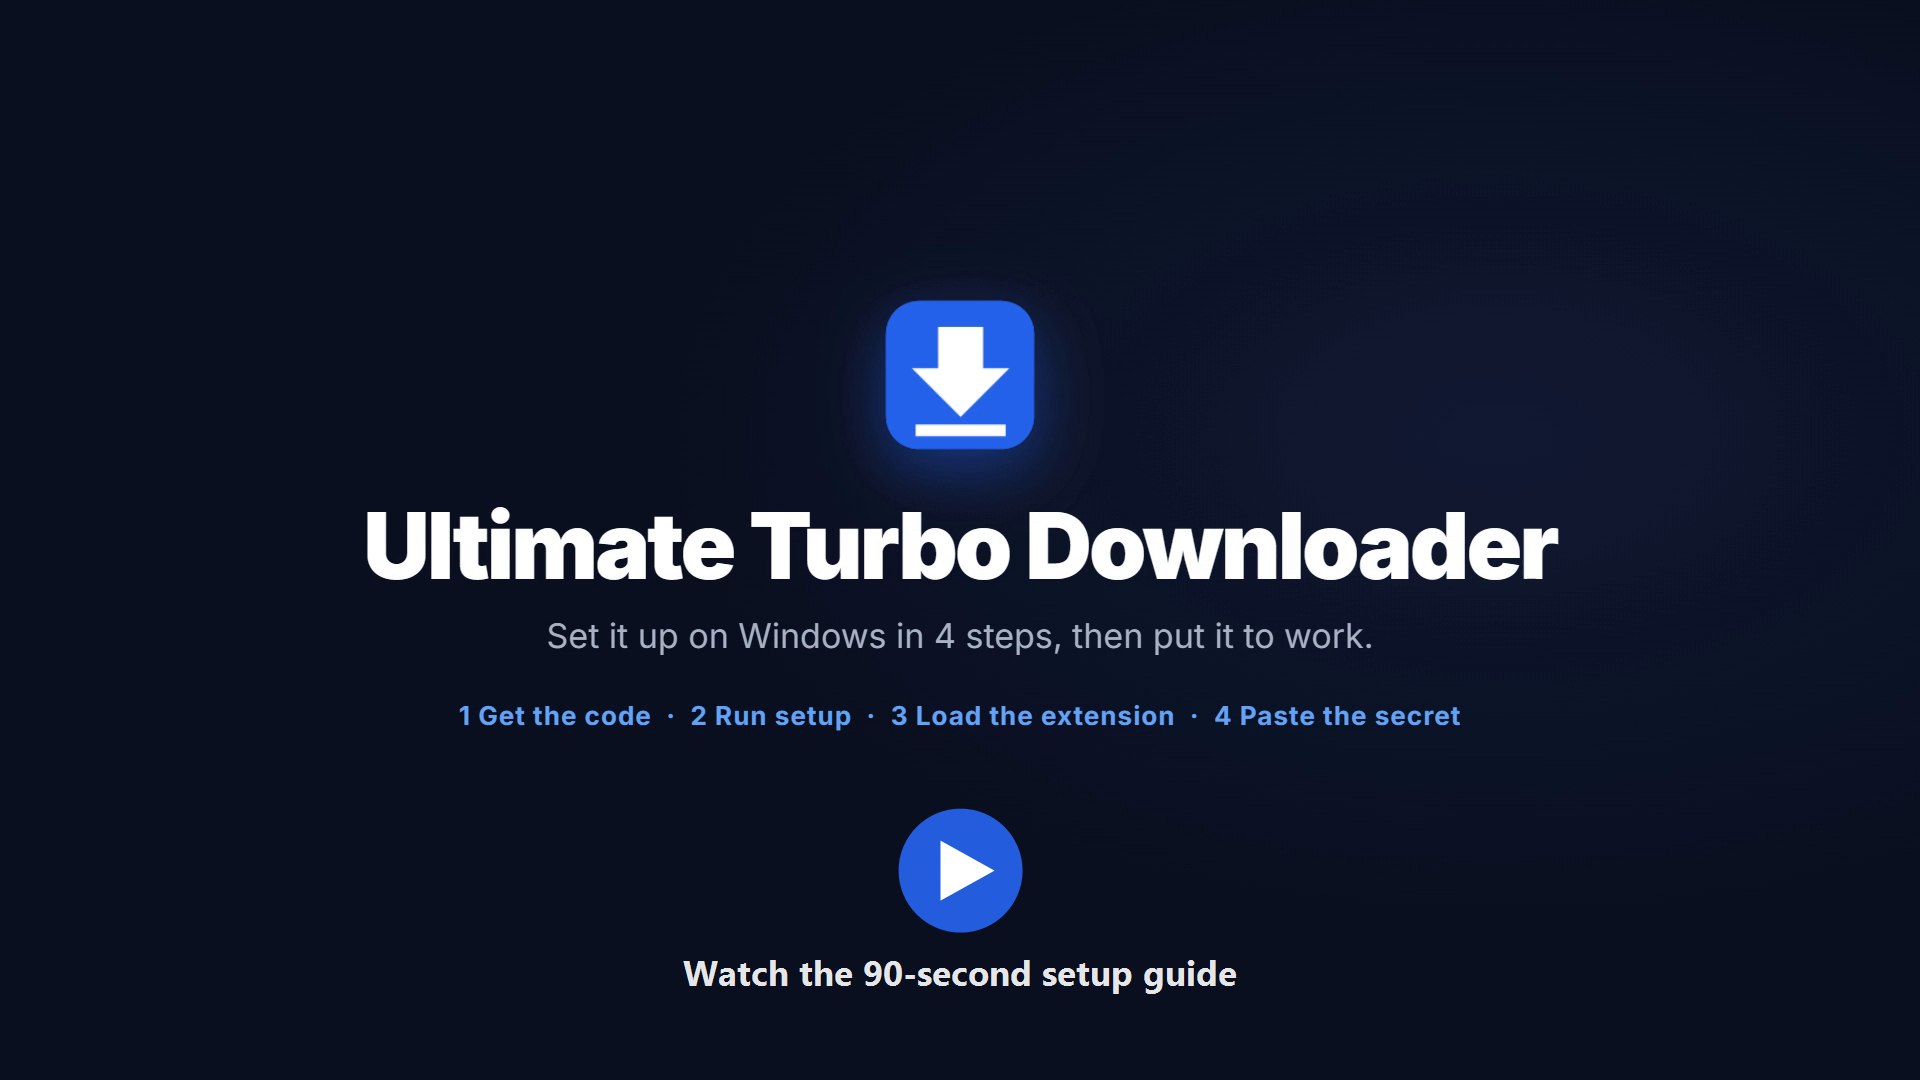 Ultimate Turbo Downloader
Set it up on Windows in 4 steps, then put it to work.
1 Get the code · 2 Run setup · 3 Load the extension · 4 Paste the secret
Watch the 90-second setup guide